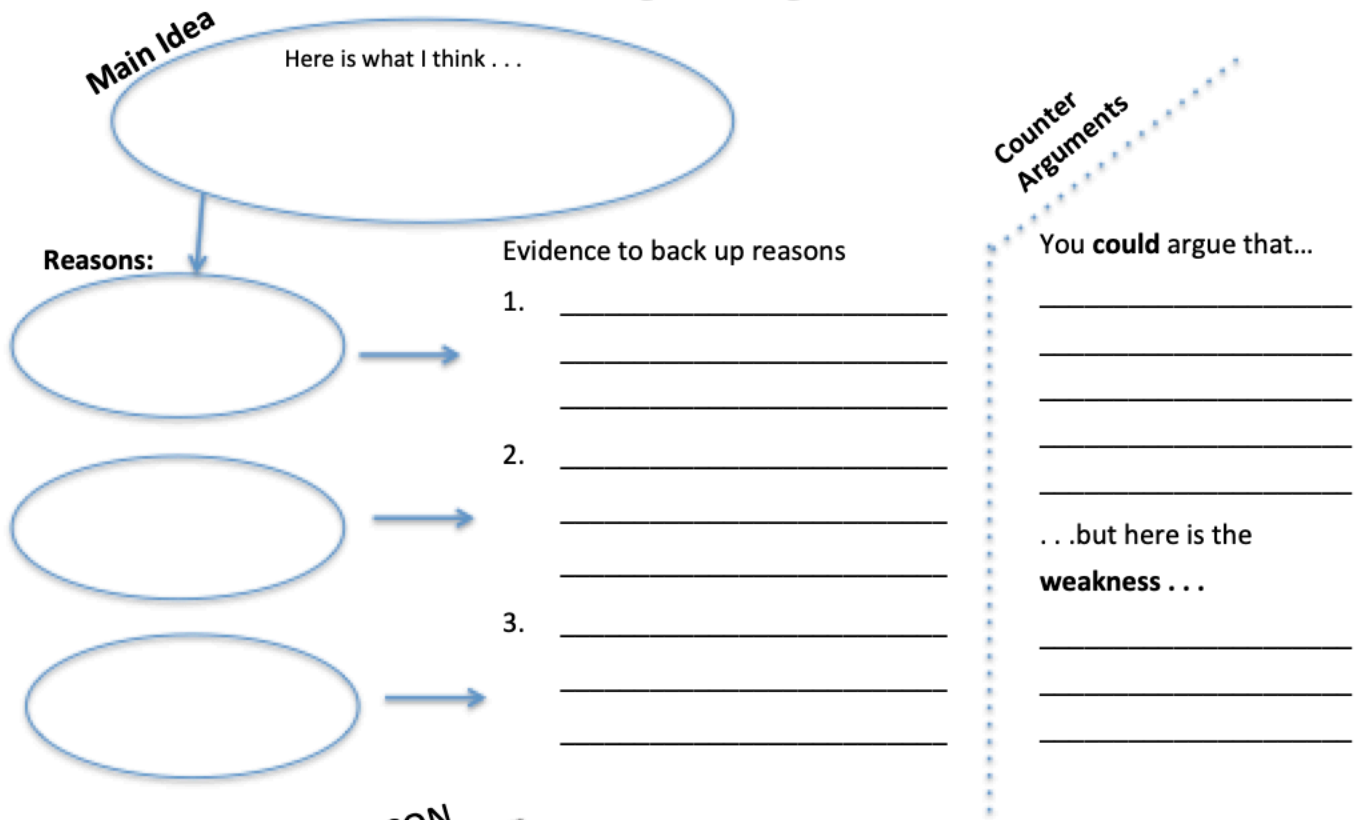 Main Idea
Here is what I think . . .
Reasons:
Evidence to back up reasons
1.
2.
3.
Counter
Arguments
You could argue that...
. . .but here is the
weakness . . .